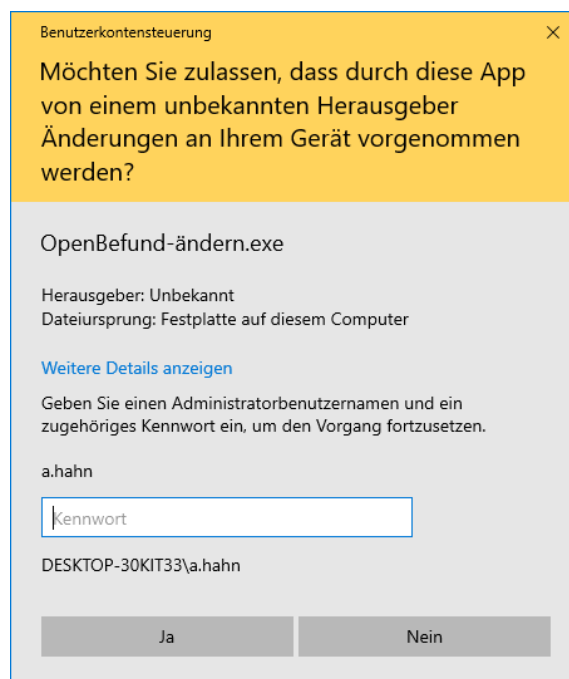 Benutzerkontensteuerung
Möchten Sie zulassen, dass durch diese App
von einem unbekannten Herausgeber
Änderungen an Ihrem Gerät vorgenommen
werden?
OpenBefund-ändern.exe
Herausgeber: Unbekannt
Dateiursprung: Festplatte auf diesem Computer
Weitere Details anzeigen
Geben Sie einen Administratorbenutzernamen und ein
zugehöriges Kennwort ein, um den Vorgang fortzusetzen.
a.hahn
Kennwort
DESKTOP-30KIT33\a.hahn
Ja Nein